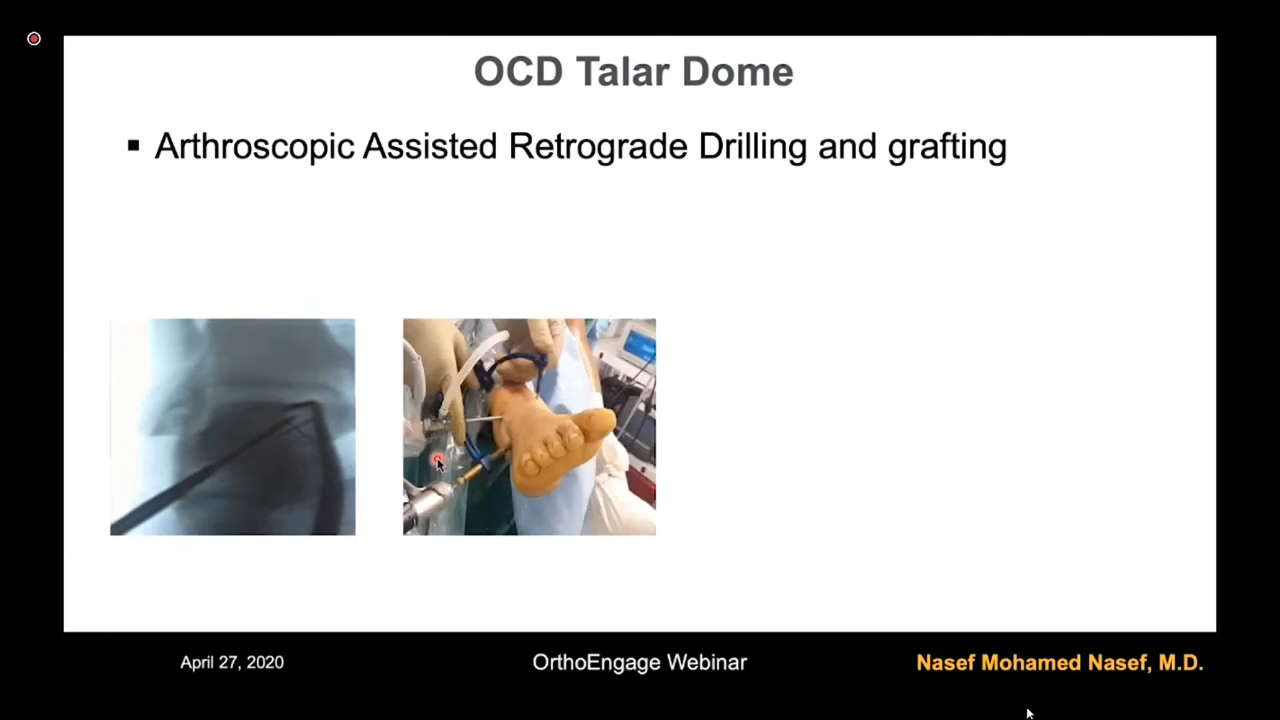 OCD Talar Dome
▪ Arthroscopic Assisted Retrograde Drilling and grafting
April 27, 2020
OrthoEngage Webinar
Nasef Mohamed Nasef, M.D.